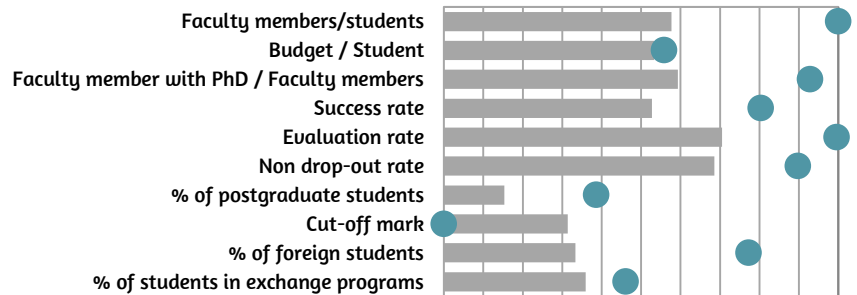 Faculty members/students
Budget / Student
Faculty member with PhD / Faculty members
Success rate
Evaluation rate
Non drop-out rate
% of postgraduate students
Cut-off mark
% of foreign students
% of students in exchange programs